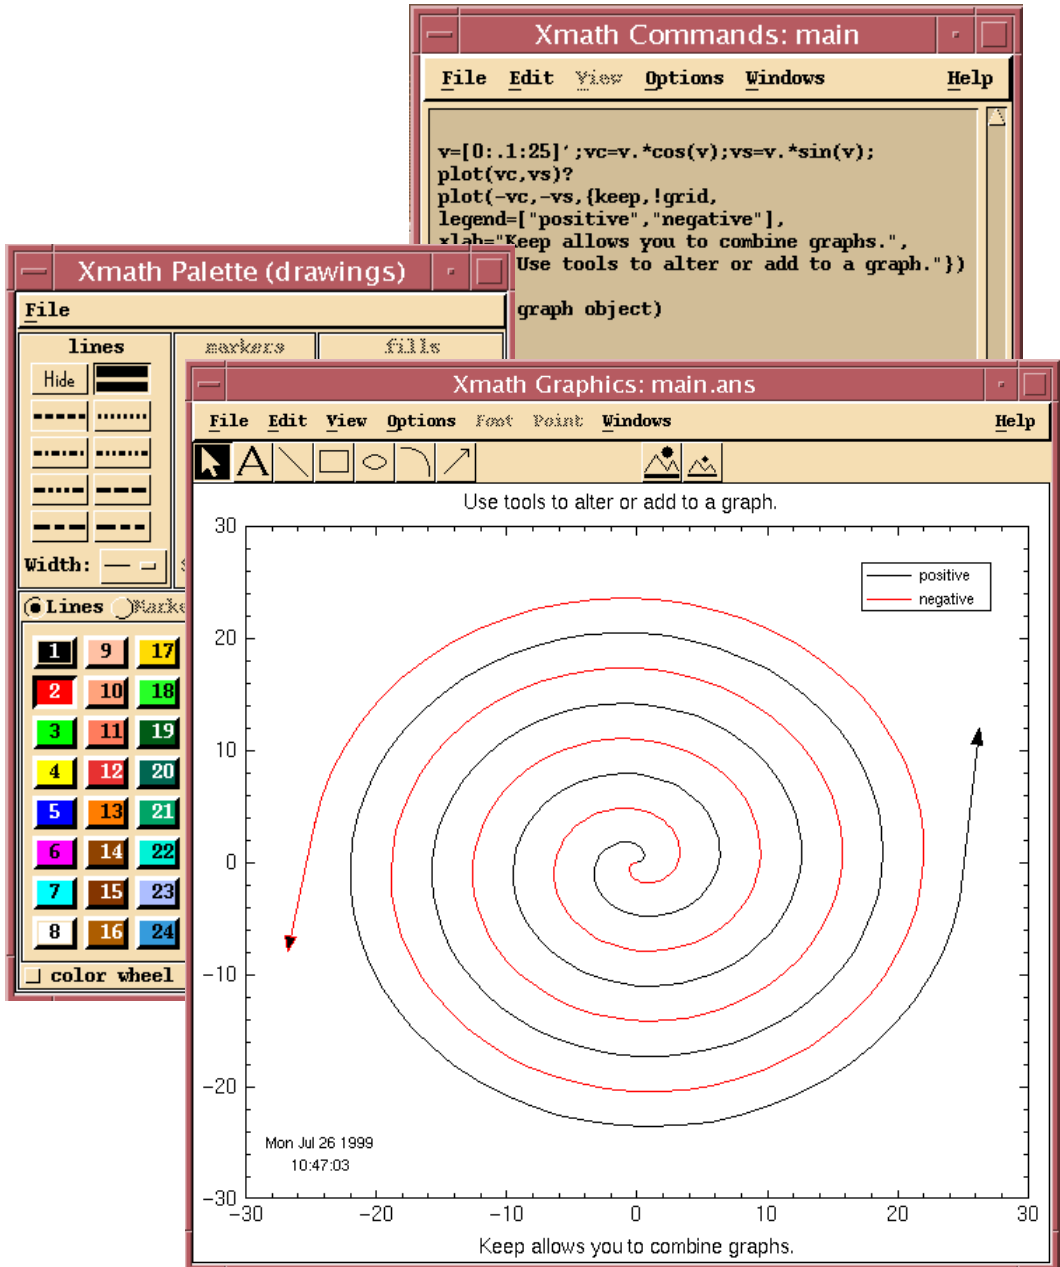 Xmath Commands: main
File Edit View Options Windows Help
v=[0:.1:25]';vc=v.*cos(v);vs=v.*sin(v);
plot(vc,vs)?
plot(-vc,-vs,{keep,!grid,
legend=["positive","negative"],
xlab="Keep allows you to combine graphs.",
Use tools to alter or add to a graph."})
graph object)
Xmath Palette (drawings)
File
lines markers fills
Hide
Width:
Lines
1 9 17
2 10 18
3 11 19
4 12 20
5 13 21
6 14 22
7 15 23
8 16 24
color wheel
Xmath Graphics: main.ans
File Edit View Options Font Point Windows Help
A
Use tools to alter or add to a graph.
30
20
10
0
-10
-20
-30
positive
negative
Mon Jul 26 1999
10:47:03
-30 -20 -10 0 10 20 30
Keep allows you to combine graphs.